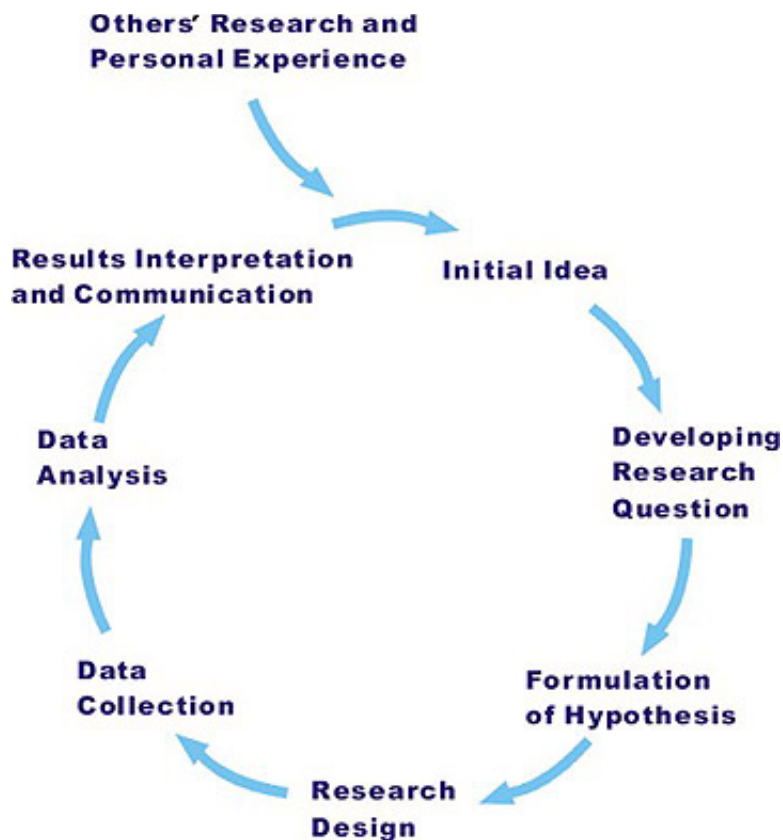 Others’ Research and
Personal Experience
Initial Idea
Developing
Research
Question
Formulation
of Hypothesis
Research
Design
Data
Collection
Data
Analysis
Results Interpretation
and Communication